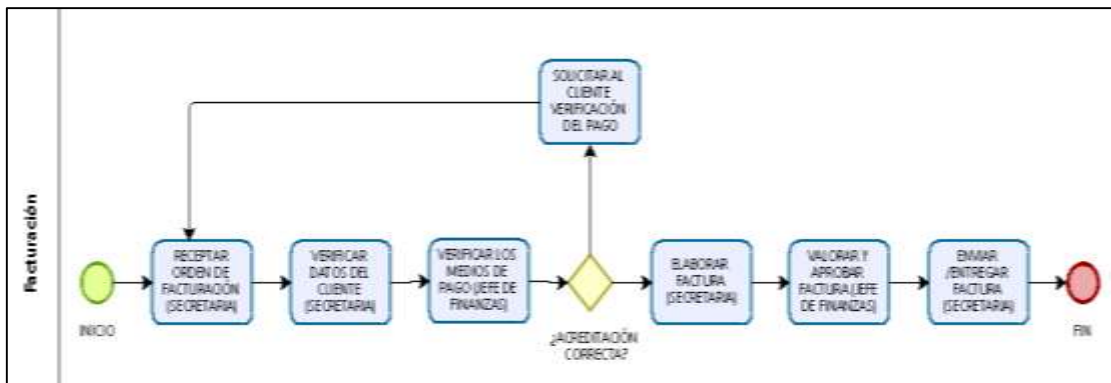 Facturación
SOLICITAR AL
CLIENTE
VERIFICACIÓN
DEL PAGO
INICIO
RECEPTAR
ORDEN DE
FACTURACIÓN
(SECRETARIA)
VERIFICAR
DATOS DEL
CLIENTE
(SECRETARIA)
VERIFICAR LOS
MEDIOS DE
PAGO (JEFE DE
FINANZAS)
¿ACREDITACIÓN
CORRECTA?
ELABORAR
FACTURA
(SECRETARIA)
VALORAR Y
APROBAR
FACTURA (JEFE
DE FINANZAS)
ENVIAR
/ENTREGAR
FACTURA
(SECRETARIA)
FIN